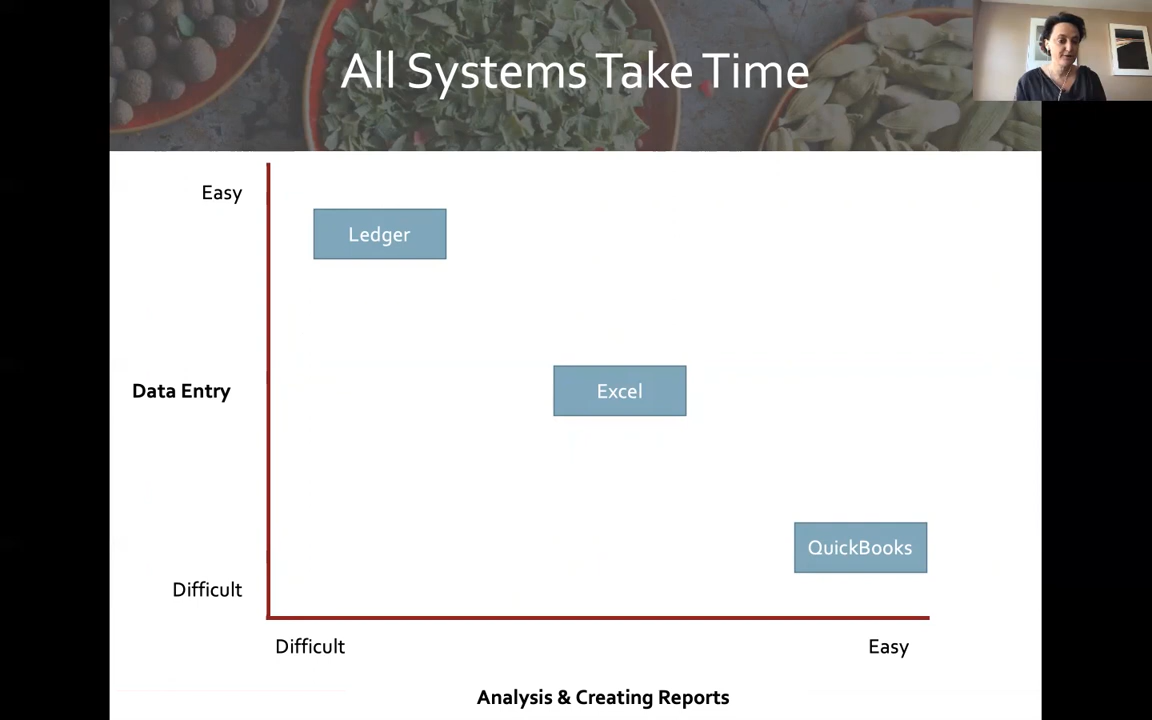 All Systems Take Time
Easy
Ledger
Data Entry
Excel
QuickBooks
Difficult
Difficult
Easy
Analysis & Creating Reports